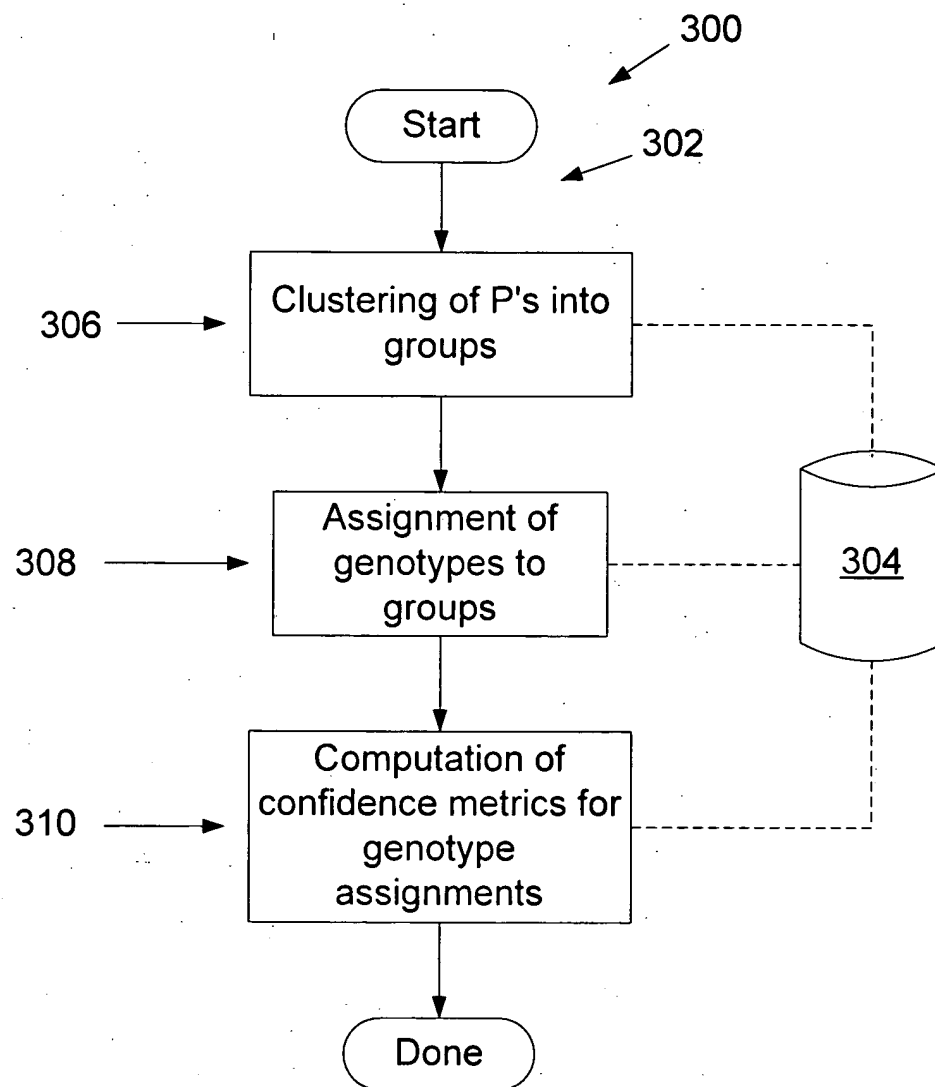 300
Start
302
Clustering of P's into
groups
306
Assignment of
genotypes to
groups
308
304
Computation of
confidence metrics for
genotype
assignments
310
Done